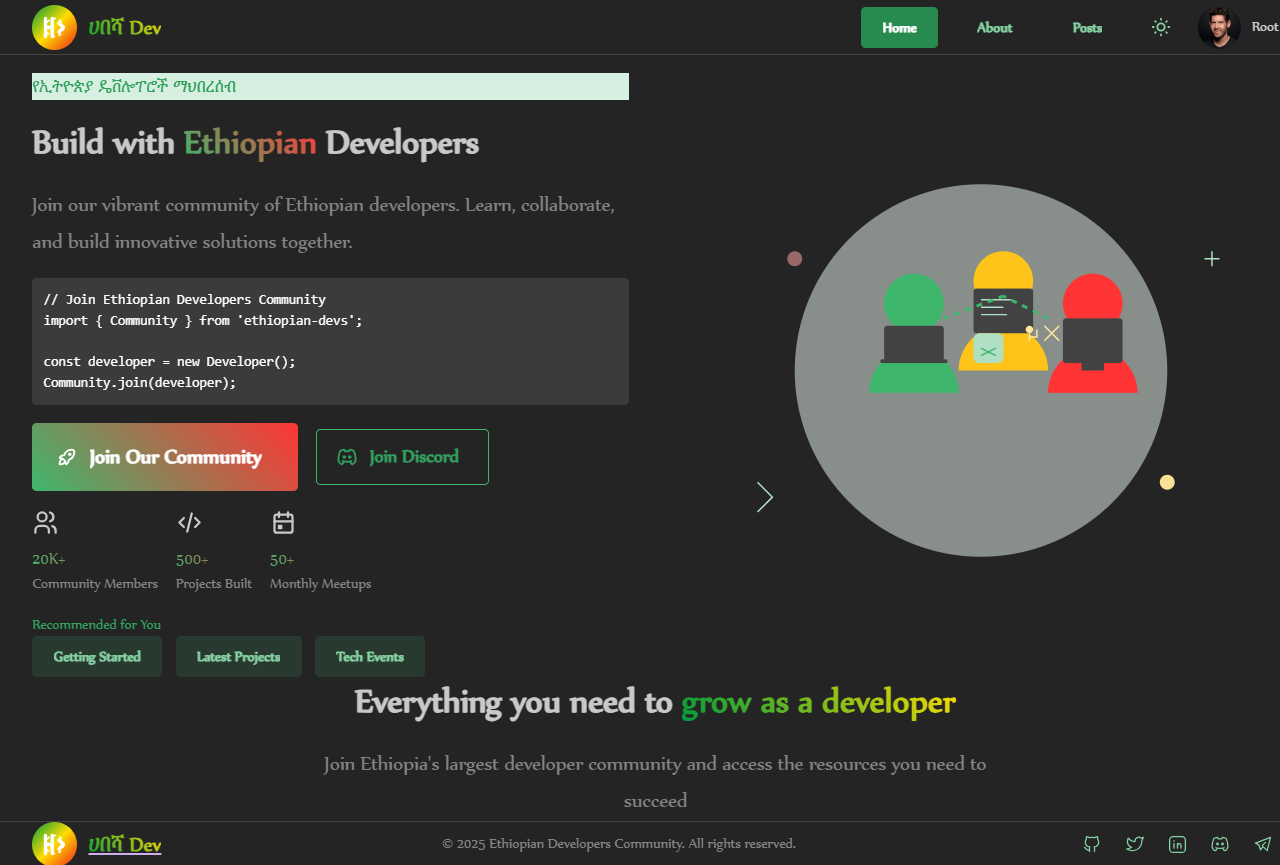 ሀበሻ Dev
Home
About
Posts
Root
የኢትዮጵያ ዴቨሎፐሮች ማህበረሰብ
Build with Ethiopian Developers
Join our vibrant community of Ethiopian developers. Learn, collaborate,
and build innovative solutions together.
// Join Ethiopian Developers Community
import { Community } from 'ethiopian-devs';
const developer = new Developer();
Community.join(developer);
Join Our Community
Join Discord
20K+
500+
50+
Community Members
Projects Built
Monthly Meetups
Recommended for You
Getting Started
Latest Projects
Tech Events
Everything you need to grow as a developer
Join Ethiopia's largest developer community and access the resources you need to
succeed
ሀበሻ Dev
© 2025 Ethiopian Developers Community. All rights reserved.